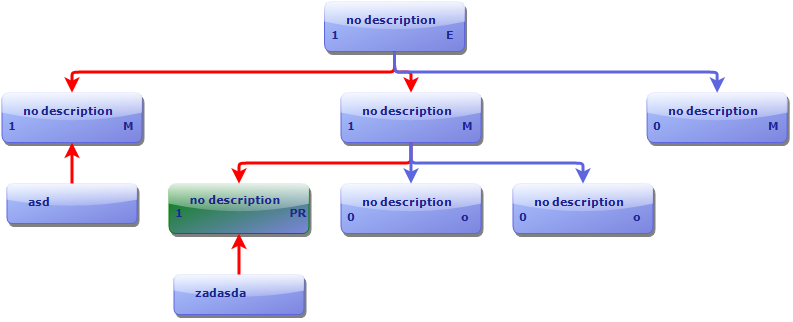 no description
1 E
no description
1 M
no description
1 M
no description
0 M
asd
no description
1 PR
no description
0 o
no description
0 o
zadasda